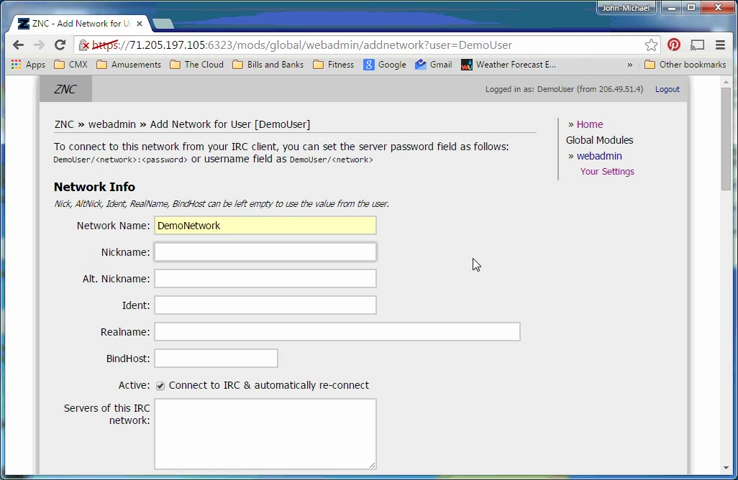 John-Michael
ZNC - Add Network for U
https://71.205.197.105:6323/mods/global/webadmin/addnetwork?user=DemoUser
Apps CMX Amusements The Cloud Bills and Banks Fitness Google Gmail Weather Forecast E... » Other bookmarks
ZNC
Logged in as: DemoUser (from 206.49.51.4) Logout
ZNC » webadmin » Add Network for User [DemoUser]
» Home
Global Modules
» webadmin
Your Settings
To connect to this network from your IRC client, you can set the server password field as follows:
DemoUser/<network>:<password> or username field as DemoUser/<network>
Network Info
Nick, AltNick, Ident, RealName, BindHost can be left empty to use the value from the user.
Network Name: DemoNetwork
Nickname:
Alt. Nickname:
Ident:
Realname:
BindHost:
Active: Connect to IRC & automatically re-connect
Servers of this IRC
network: